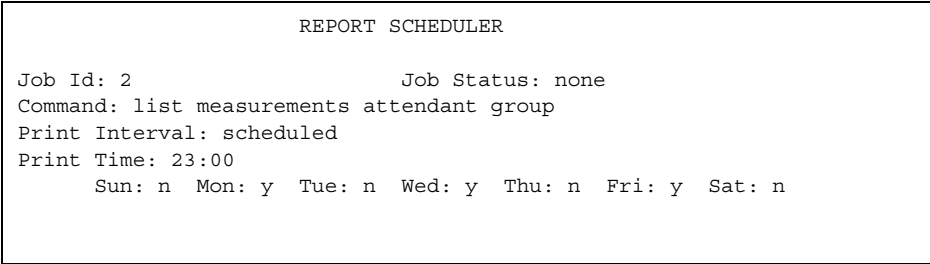 REPORT SCHEDULER
Job Id: 2 Job Status: none
Command: list measurements attendant group
Print Interval: scheduled
Print Time: 23:00
Sun: n Mon: y Tue: n Wed: y Thu: n Fri: y Sat: n